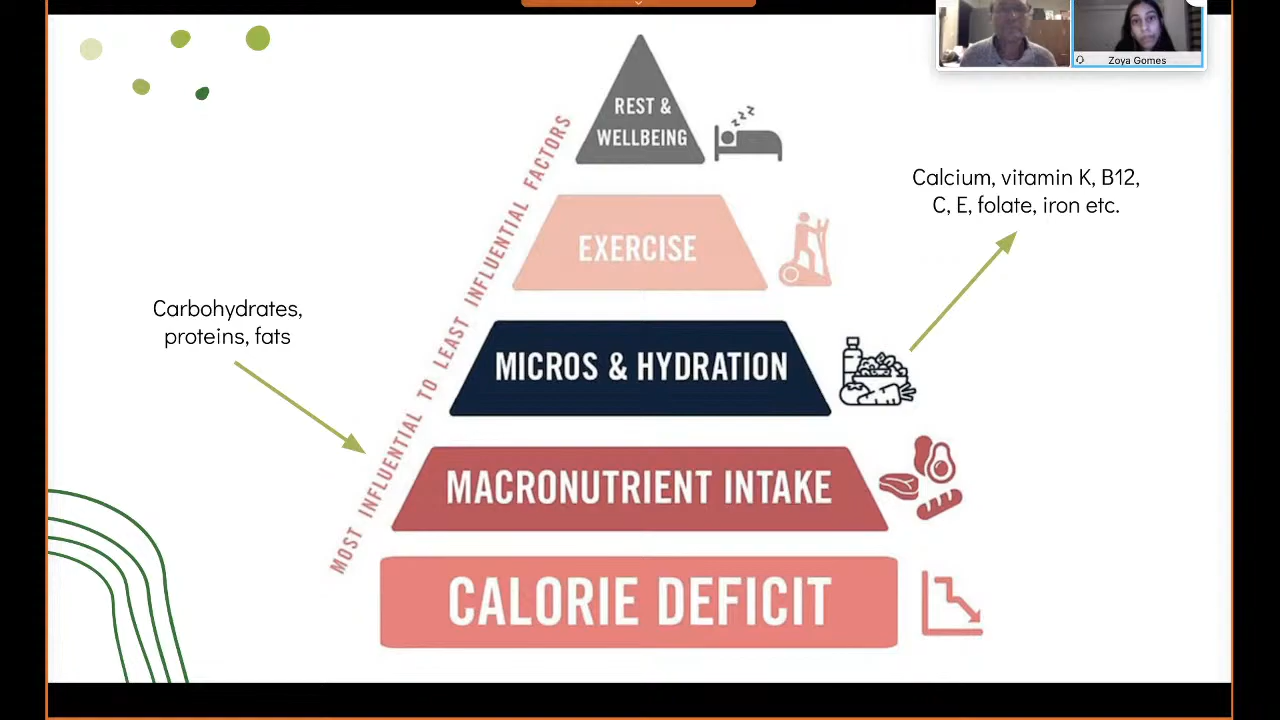 REST &
WELLBEING
EXERCISE
MICROS & HYDRATION
MACRONUTRIENT INTAKE
CALORIE DEFICIT
MOST INFLUENTIAL TO LEAST INFLUENTIAL FACTORS
Carbohydrates,
proteins, fats
Calcium, vitamin K, B12,
C, E, folate, iron etc.
Zoya Gomes